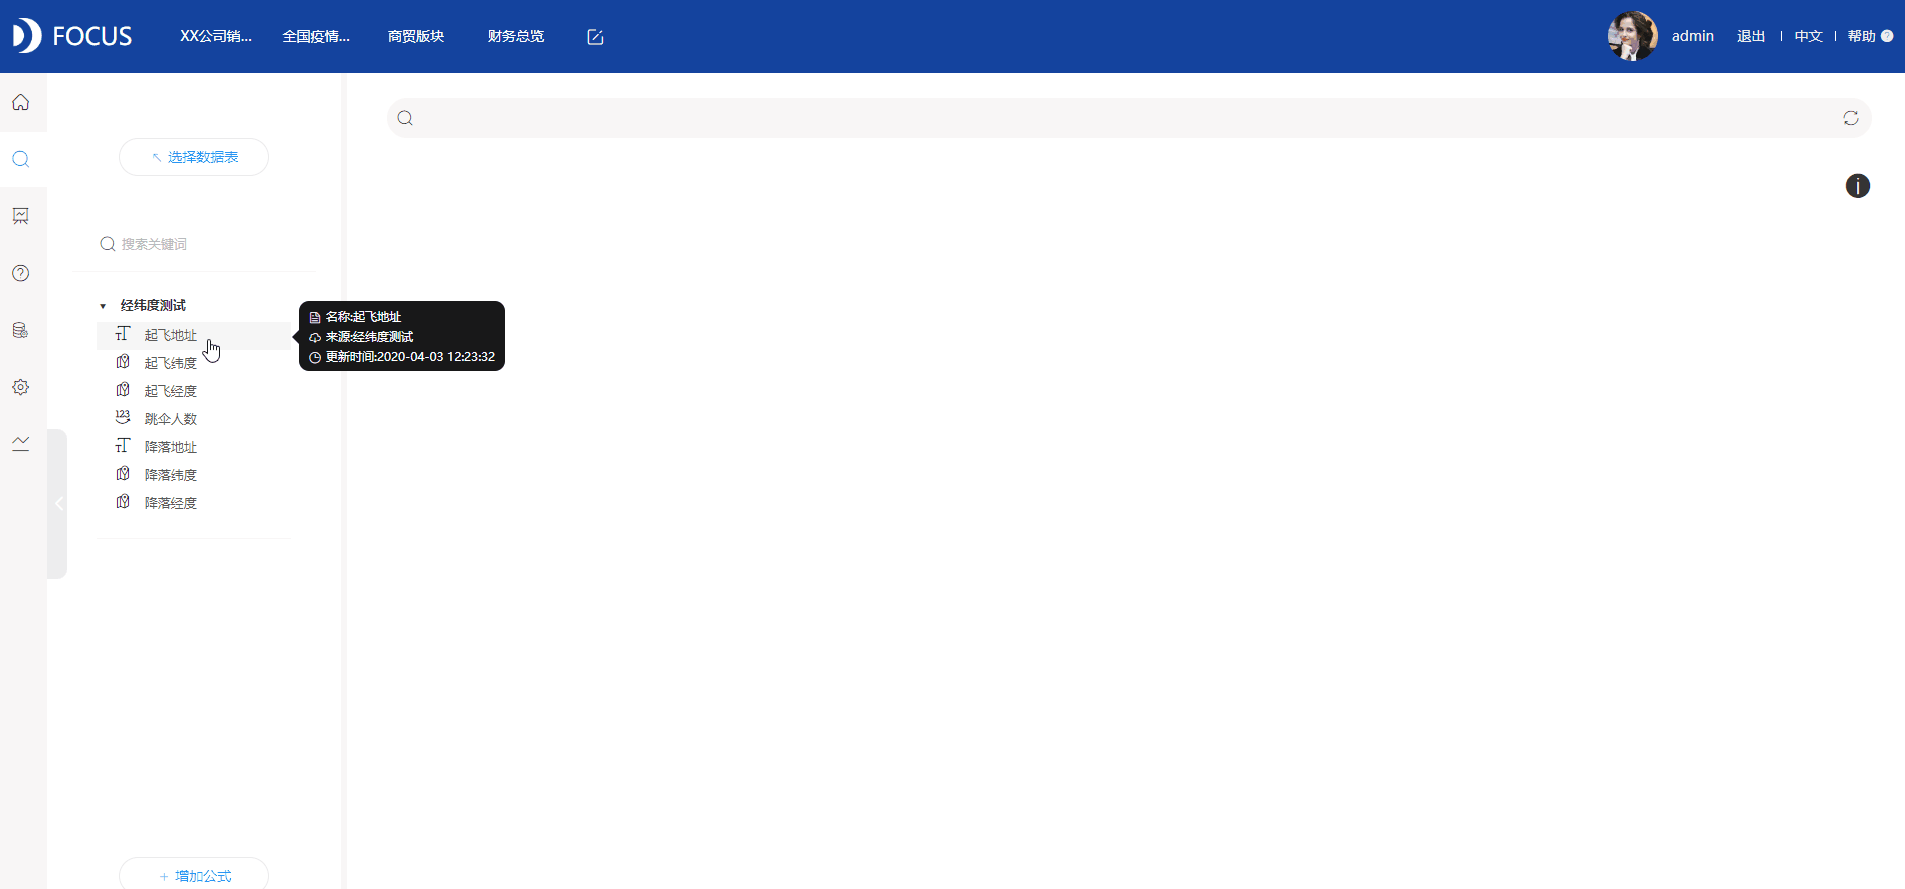 FOCUS
XX公司销...
全国疫情...
商贸版块
财务总览
admin
退出
中文
帮助
选择数据表
搜索关键词
经纬度测试
起飞地址
起飞纬度
起飞经度
123
跳伞人数
降落地址
降落纬度
降落经度
名称:起飞地址
来源:经纬度测试
更新时间:2020-04-03 12:23:32
+ 增加公式